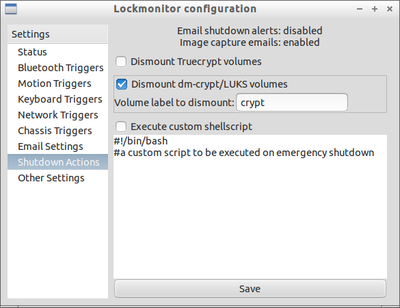 Lockmonitor configuration
Settings
Status
Bluetooth Triggers
Motion Triggers
Keyboard Triggers
Network Triggers
Chassis Triggers
Email Settings
Shutdown Actions
Other Settings
Email shutdown alerts: disabled
Image capture emails: enabled
Dismount Truecrypt volumes
Dismount dm-crypt/LUKS volumes
Volume label to dismount: crypt
Execute custom shellscript
#!/bin/bash
#a custom script to be executed on emergency shutdown
Save